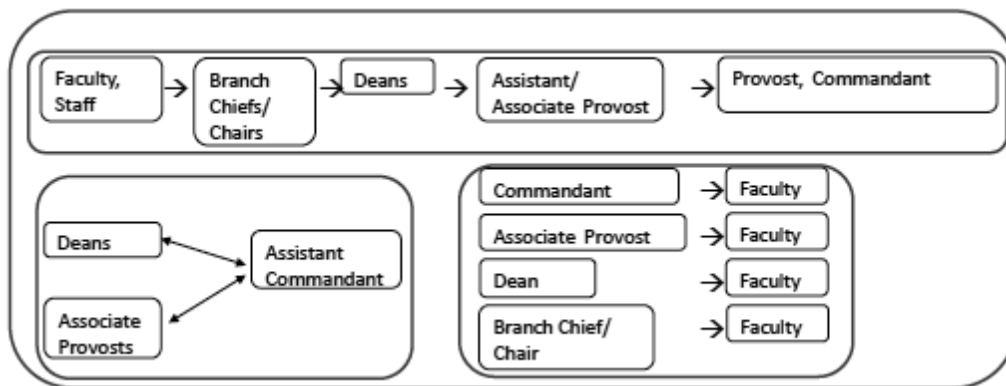 Faculty,
Staff
→
Branch
Chiefs/
Chairs
→
Deans
→
Assistant/
Associate Provost
→
Provost, Commandant
Deans
Associate
Provosts
Assistant
Commandant
Commandant → Faculty
Associate Provost → Faculty
Dean → Faculty
Branch Chief/
Chair
→ Faculty